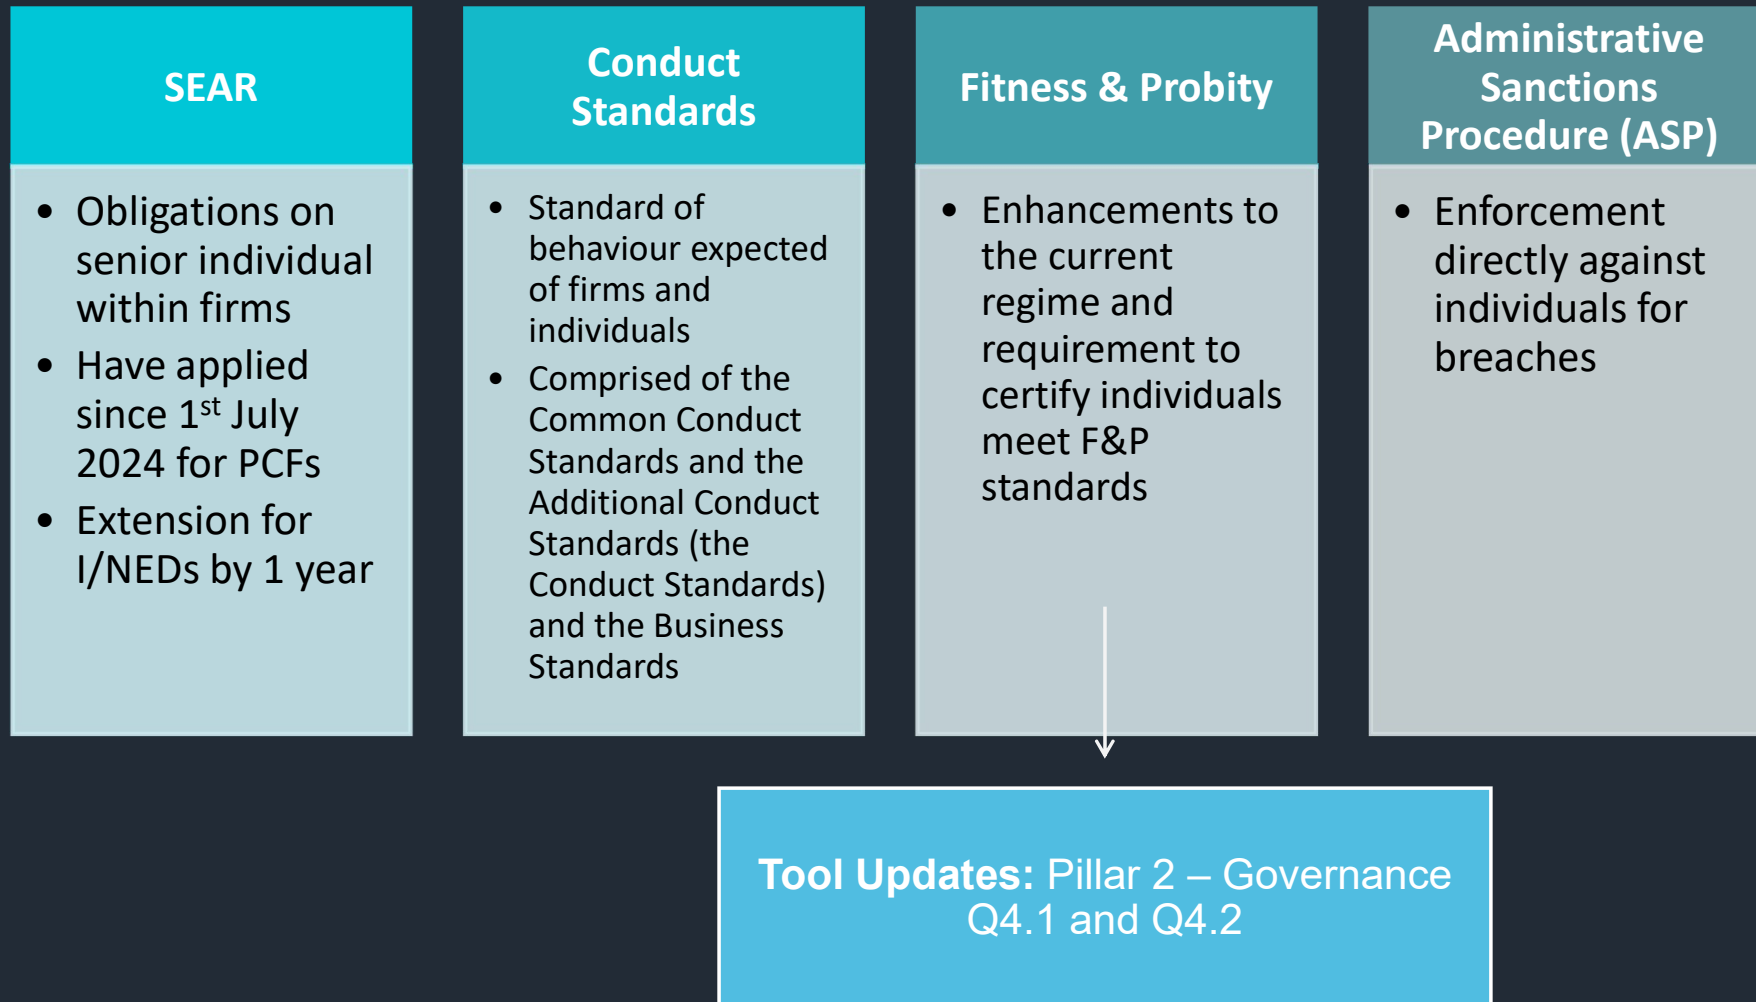 SEAR
• Obligations on
senior individual
within firms
• Have applied
since 1st July
2024 for PCFs
• Extension for
I/NEDs by 1 year
Conduct
Standards
• Standard of
behaviour expected
of firms and
individuals
• Comprised of the
Common Conduct
Standards and the
Additional Conduct
Standards (the
Conduct Standards)
and the Business
Standards
Fitness & Probity
• Enhancements to
the current
regime and
requirement to
certify individuals
meet F&P
standards
Administrative
Sanctions
Procedure (ASP)
• Enforcement
directly against
individuals for
breaches
Tool Updates: Pillar 2 – Governance
Q4.1 and Q4.2